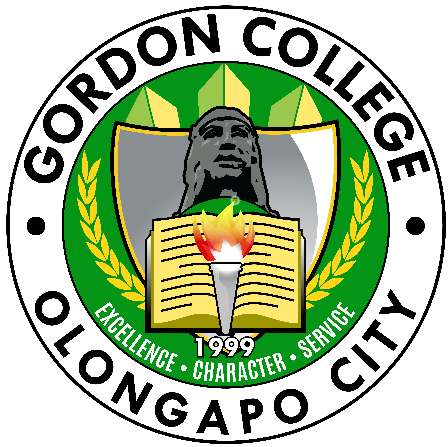 GORDON COLLEGE
1999
EXCELLENCE • CHARACTER • SERVICE
OLONGAPO CITY